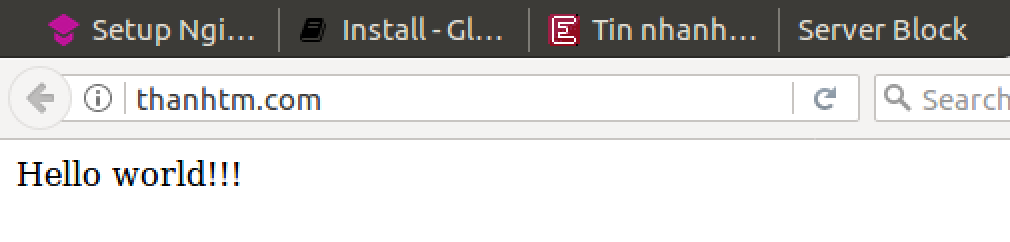 Setup Ngi... Install - Gl... Tin nhanh... Server Block
thanhtm.com Search
Hello world!!!